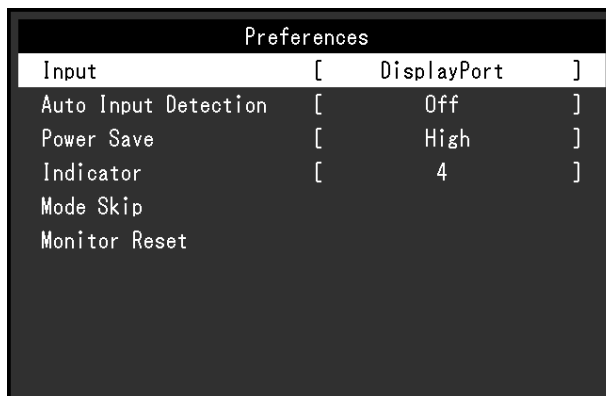 Preferences
Input [ DisplayPort ]
Auto Input Detection [ Off ]
Power Save [ High ]
Indicator [ 4 ]
Mode Skip
Monitor Reset